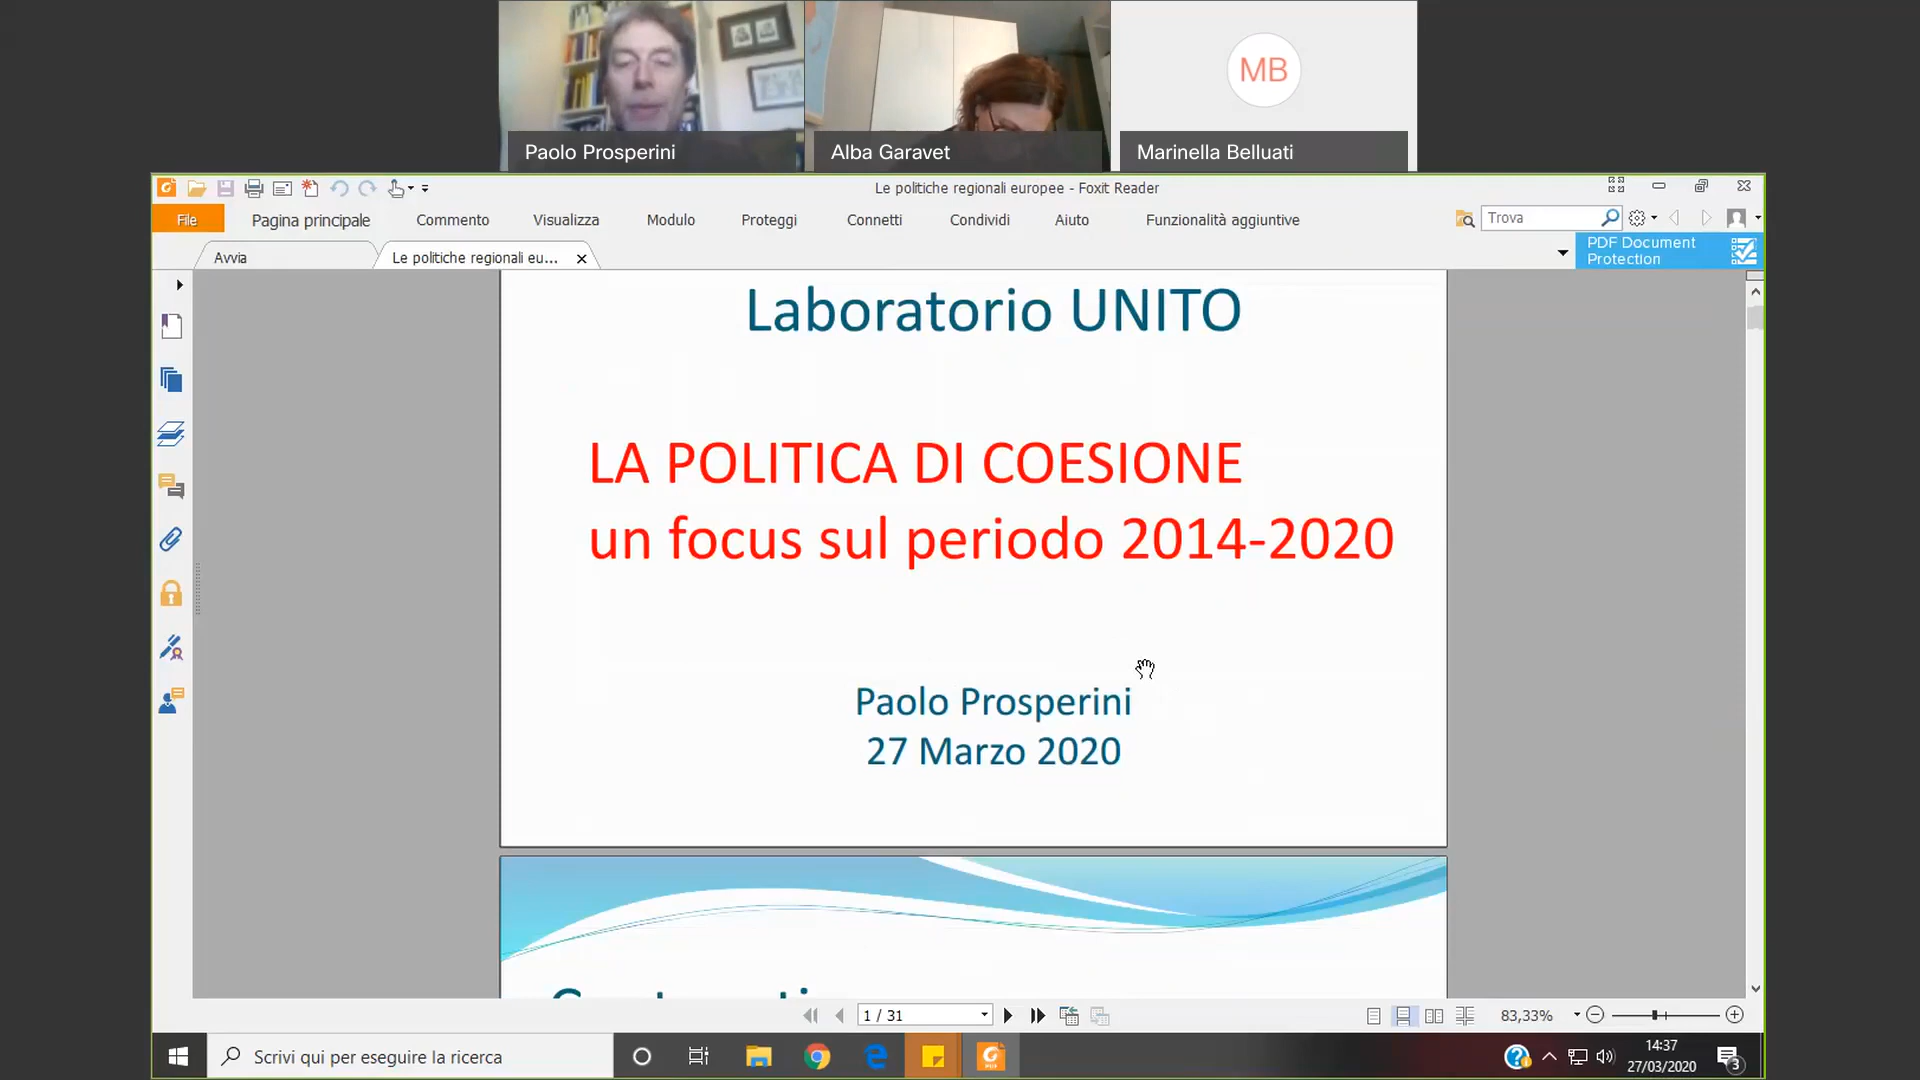 MB
Paolo Prosperini
Alba Garavet
Marinella Belluati
Le politiche regionali europee - Foxit Reader
File
Pagina principale
Commento
Visualizza
Modulo
Proteggi
Connetti
Condividi
Aiuto
Funzionalità aggiuntive
Trova
Avvia
Le politiche regionali eu...
PDF Document
Protection
Laboratorio UNITO
LA POLITICA DI COESIONE
un focus sul periodo 2014-2020
Paolo Prosperini
27 Marzo 2020
1 / 31
83,33%
Scrivi qui per eseguire la ricerca
14:37
27/03/2020
3